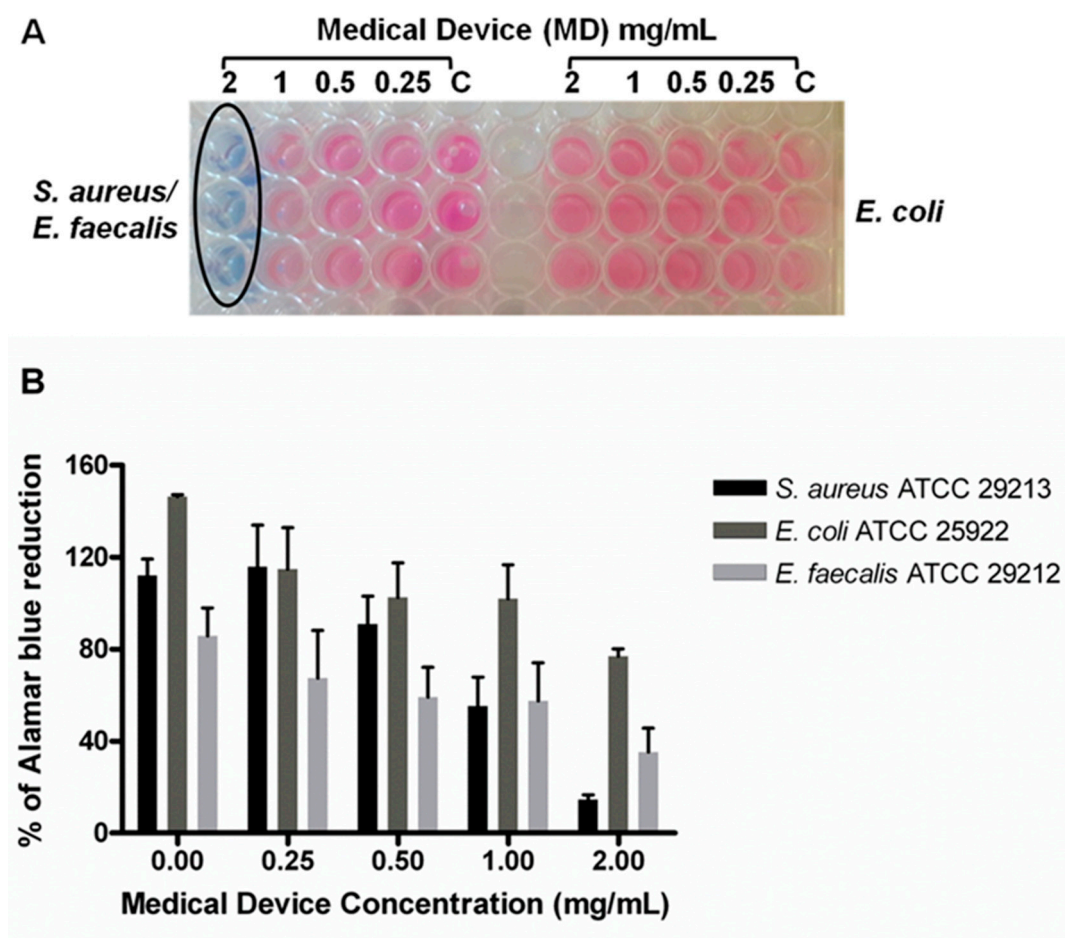 A
Medical Device (MD) mg/mL
2 1 0.5 0.25 C 2 1 0.5 0.25 C
S. aureus/
E. faecalis
E. coli
B
% of Alamar blue reduction
160
120
80
40
0
0.00 0.25 0.50 1.00 2.00
Medical Device Concentration (mg/mL)
S. aureus ATCC 29213
E. coli ATCC 25922
E. faecalis ATCC 29212